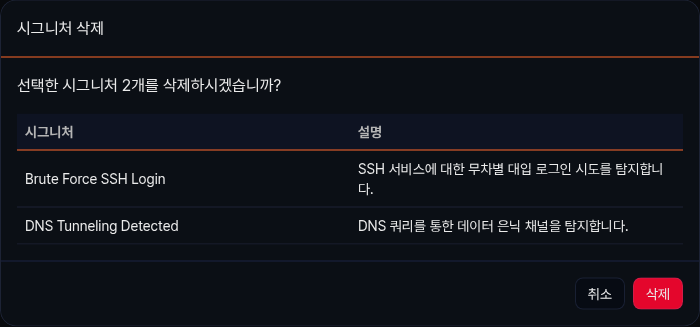 시그니처 삭제
선택한 시그니처 2개를 삭제하시겠습니까?
시그니처 설명
Brute Force SSH Login SSH 서비스에 대한 무차별 대입 로그인 시도를 탐지합니
다.
DNS Tunneling Detected DNS 쿼리를 통한 데이터 은닉 채널을 탐지합니다.
취소 삭제